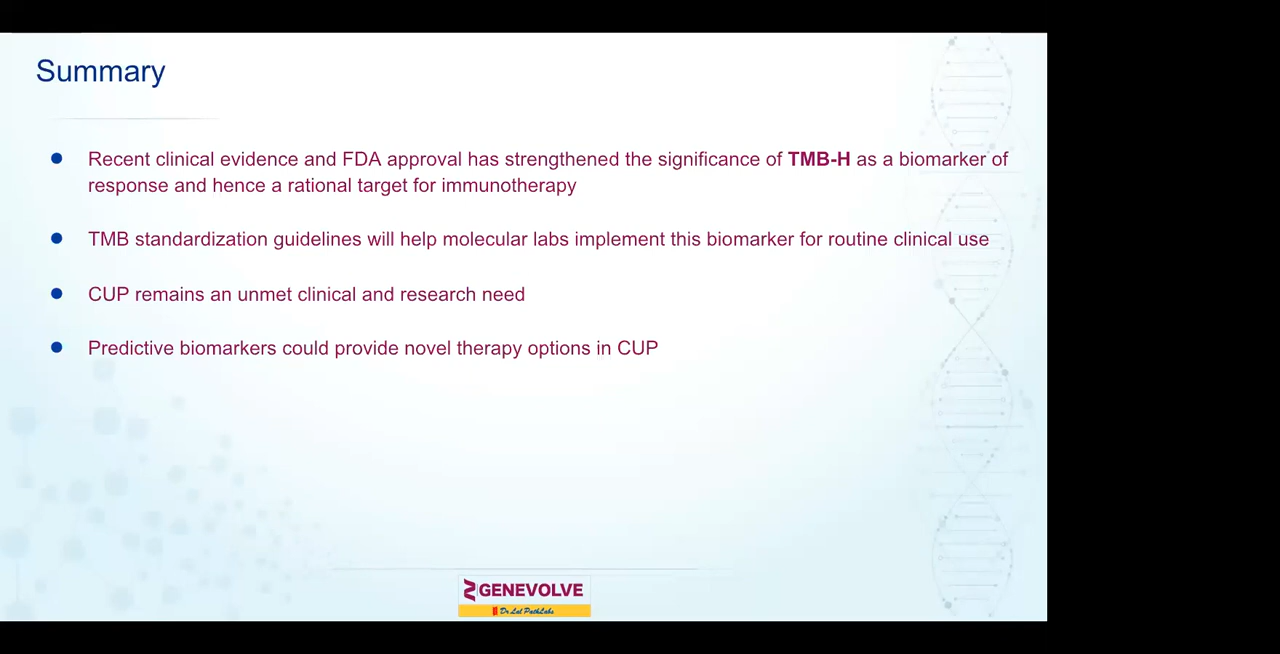 Summary
Recent clinical evidence and FDA approval has strengthened the significance of TMB-H as a biomarker of
response and hence a rational target for immunotherapy
TMB standardization guidelines will help molecular labs implement this biomarker for routine clinical use
CUP remains an unmet clinical and research need
Predictive biomarkers could provide novel therapy options in CUP
GENEVOLVE
Dr Lal PathLabs